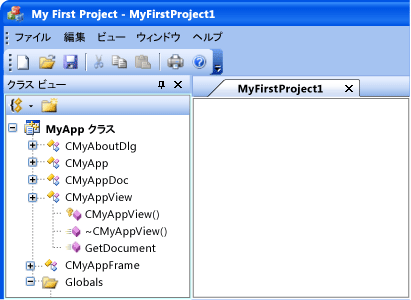 My First Project - MyFirstProject1
ファイル 編集 ビュー ウィンドウ ヘルプ
クラス ビュー
MyFirstProject1
MyApp クラス
CMyAboutDlg
CMyApp
CMyAppDoc
CMyAppView
CMyAppView()
~CMyAppView()
GetDocument
CMyAppFrame
Globals